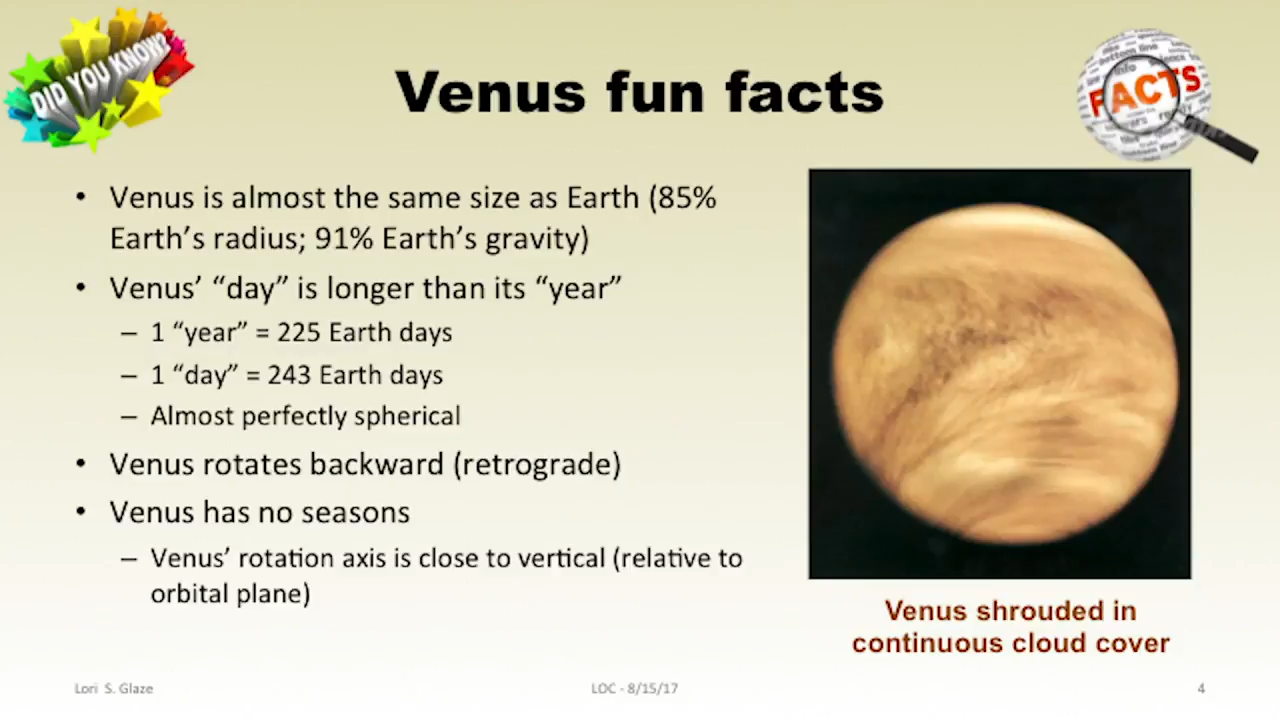 DID YOU KNOW?
Venus fun facts
FACTS
• Venus is almost the same size as Earth (85%
Earth's radius; 91% Earth's gravity)
• Venus' “day” is longer than its “year”
– 1 “year” = 225 Earth days
– 1 “day” = 243 Earth days
– Almost perfectly spherical
• Venus rotates backward (retrograde)
• Venus has no seasons
– Venus' rotation axis is close to vertical (relative to
orbital plane)
Venus shrouded in
continuous cloud cover
Lori S. Glaze
LOC - 8/15/17
4